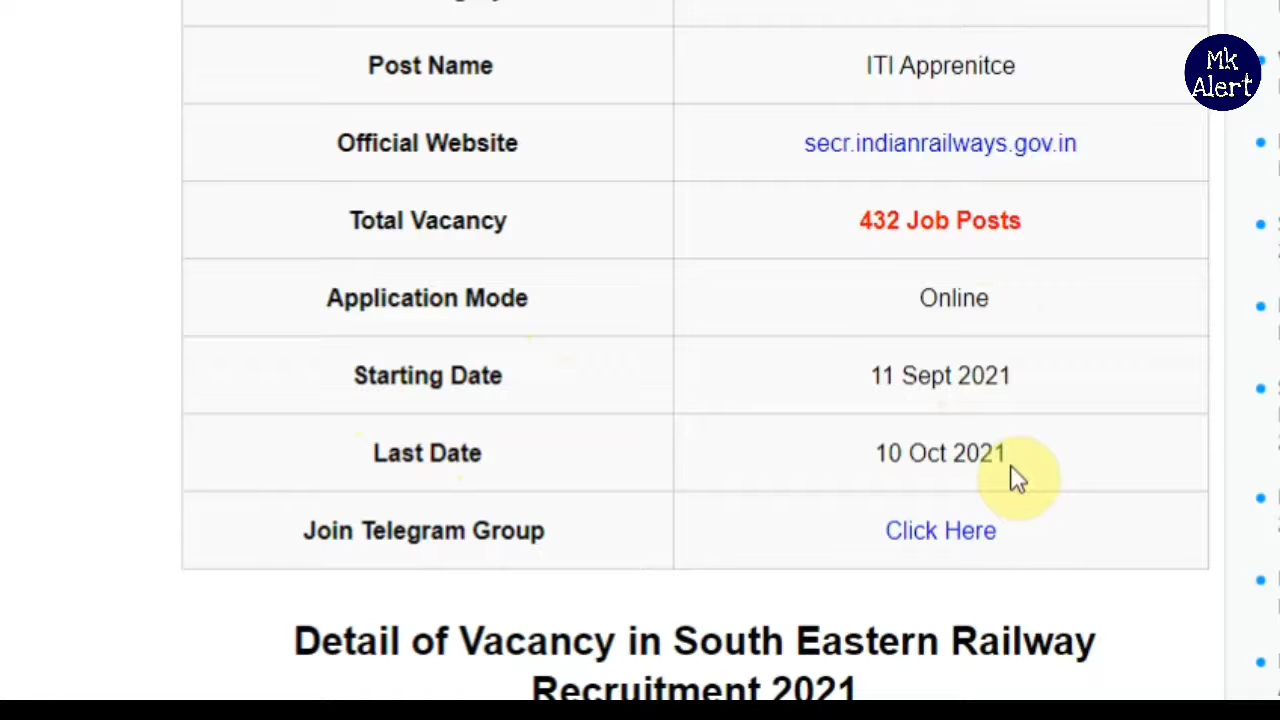 Post Name ITI Apprenitce
Official Website secr.indianrailways.gov.in
Total Vacancy 432 Job Posts
Application Mode Online
Starting Date 11 Sept 2021
Last Date 10 Oct 2021
Join Telegram Group Click Here
Detail of Vacancy in South Eastern Railway
Recruitment 2021
Mk
Alert